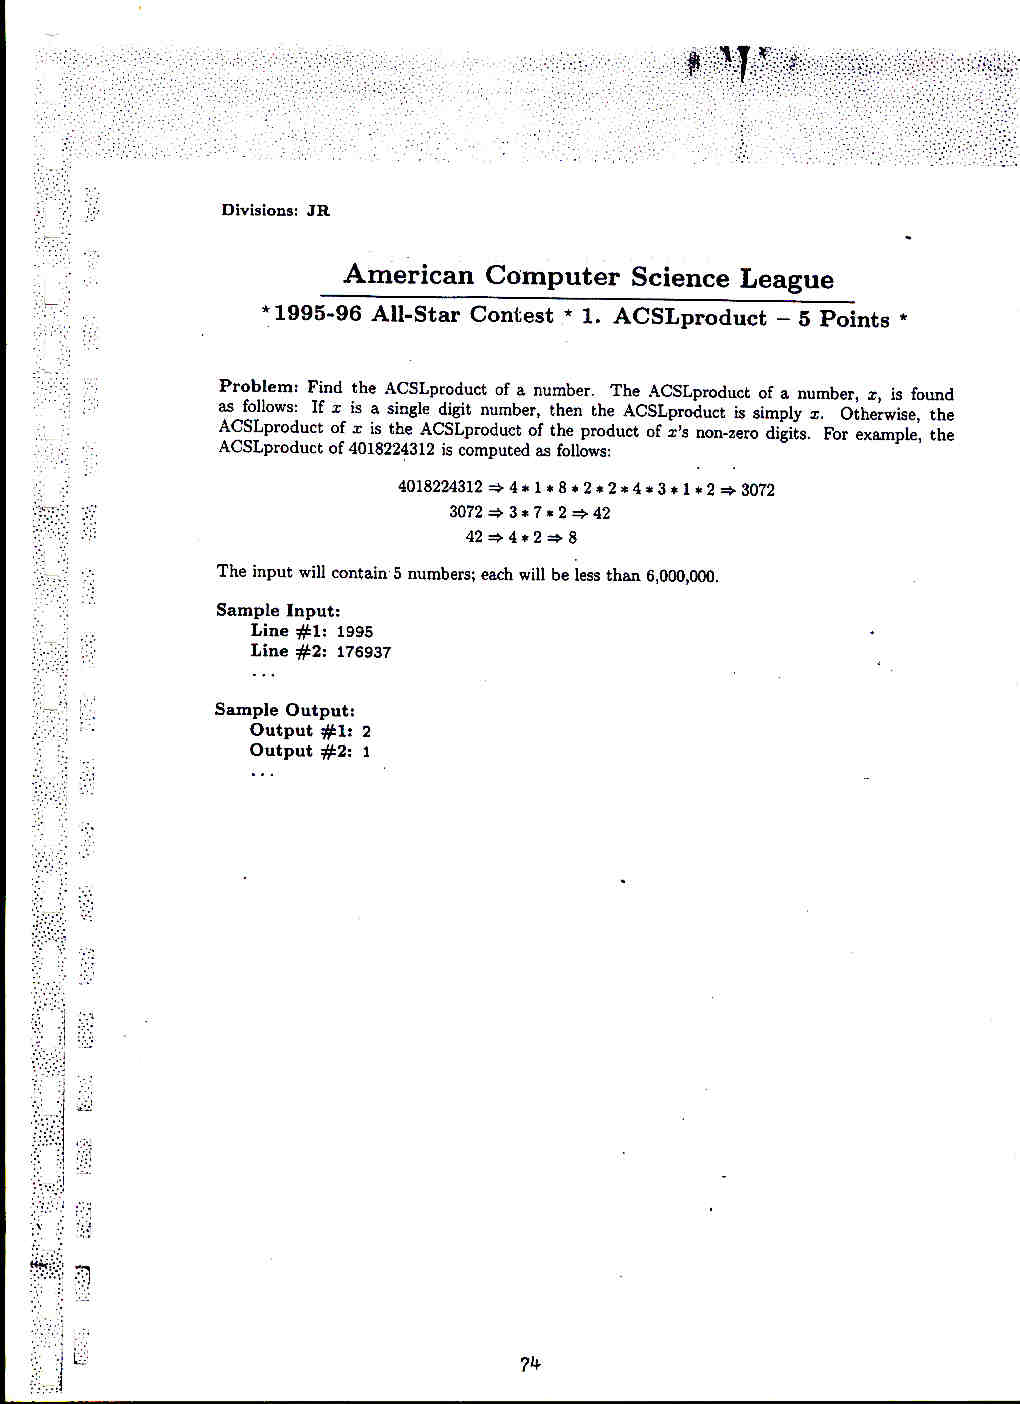 Divisions: JR
American Computer Science League
*1995-96 All-Star Contest * 1. ACSLproduct – 5 Points *
Problem: Find the ACSLproduct of a number. The ACSLproduct of a number, x, is found
as follows: If x is a single digit number, then the ACSLproduct is simply x. Otherwise, the
ACSLproduct of x is the ACSLproduct of the product of x's non-zero digits. For example, the
ACSLproduct of 4018224312 is computed as follows:
4018224312 ⇒ 4 * 1 * 8 * 2 * 2 * 4 * 3 * 1 * 2 ⇒ 3072
3072 ⇒ 3 * 7 * 2 ⇒ 42
42 ⇒ 4 * 2 ⇒ 8
The input will contain 5 numbers; each will be less than 6,000,000.
Sample Input:
Line #1: 1995
Line #2: 176937
...
Sample Output:
Output #1: 2
Output #2: 1
...
74